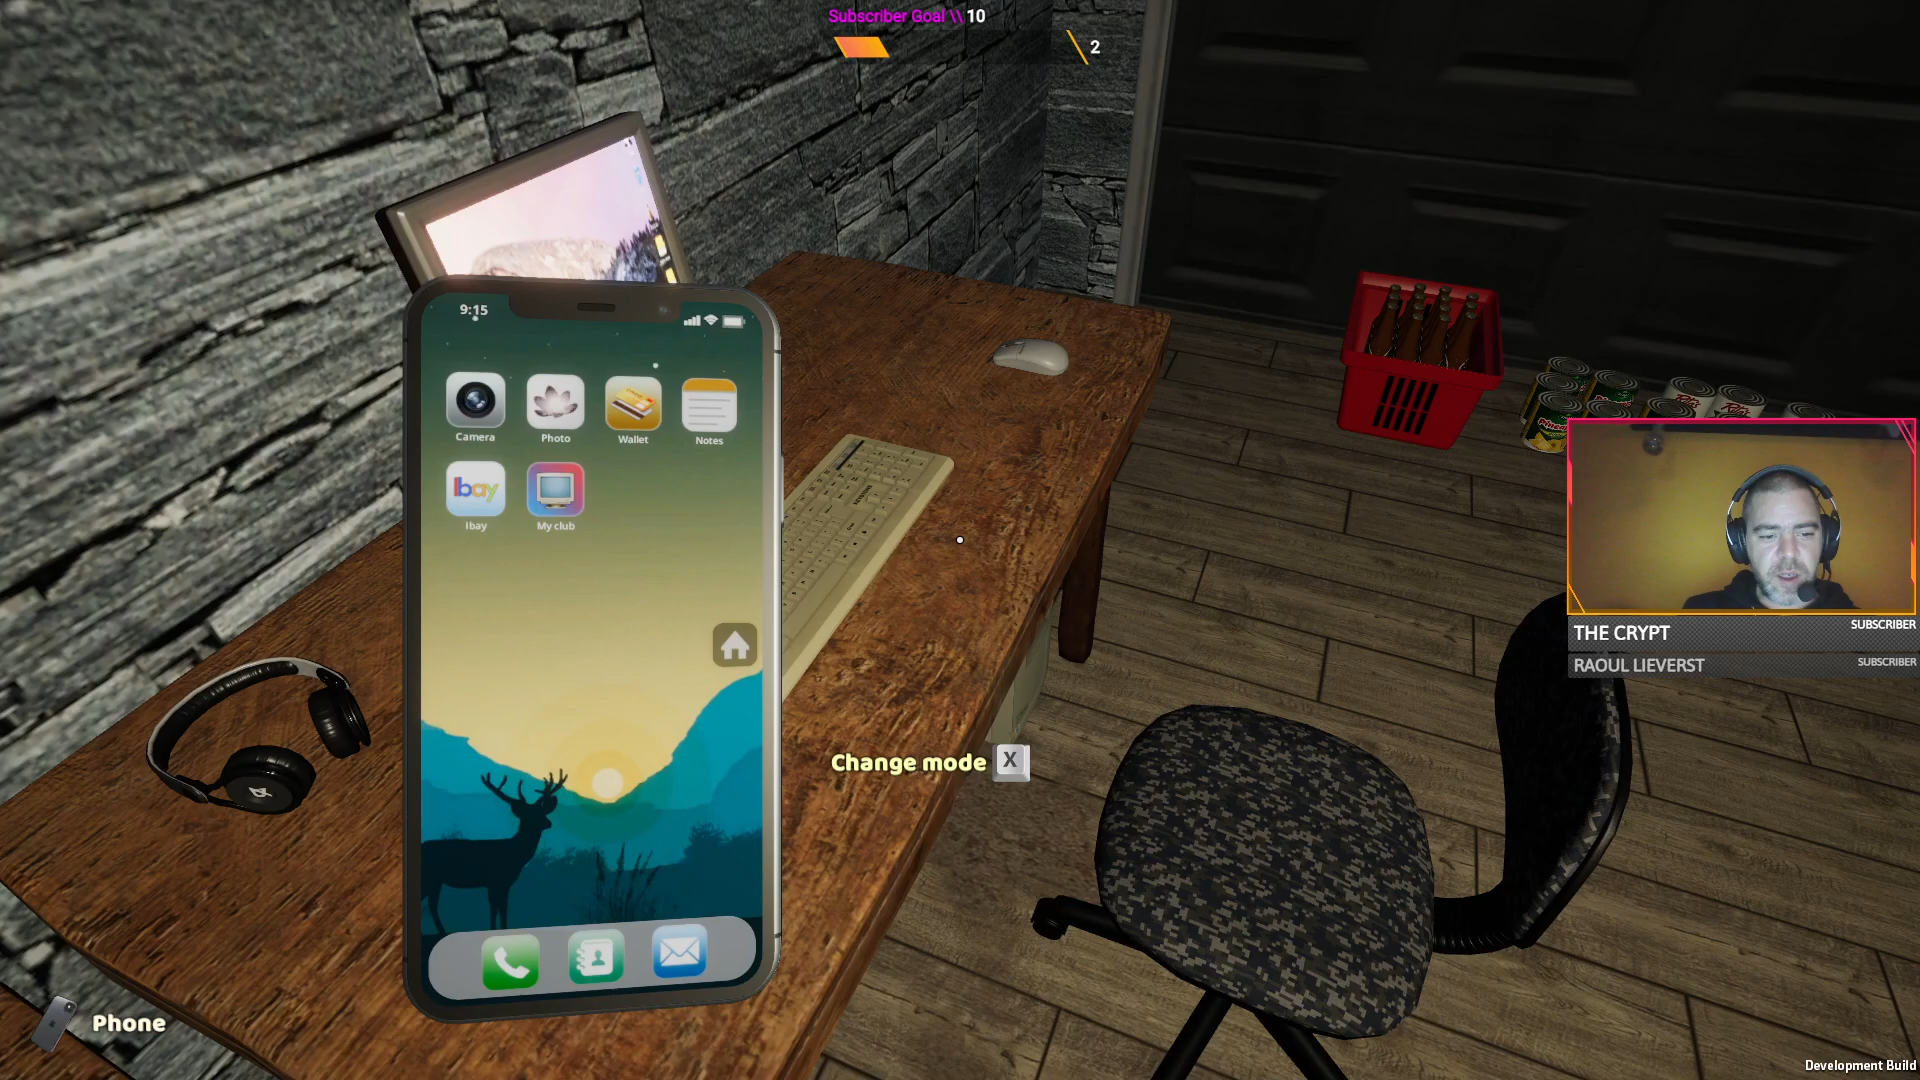 Subscriber Goal \\ 10
2
9:15
Camera
Photo
Wallet
Notes
Ibay
Ibay
My club
Change mode X
THE CRYPT SUBSCRIBER
RAOUL LIEVERST SUBSCRIBER
Phone
Development Build